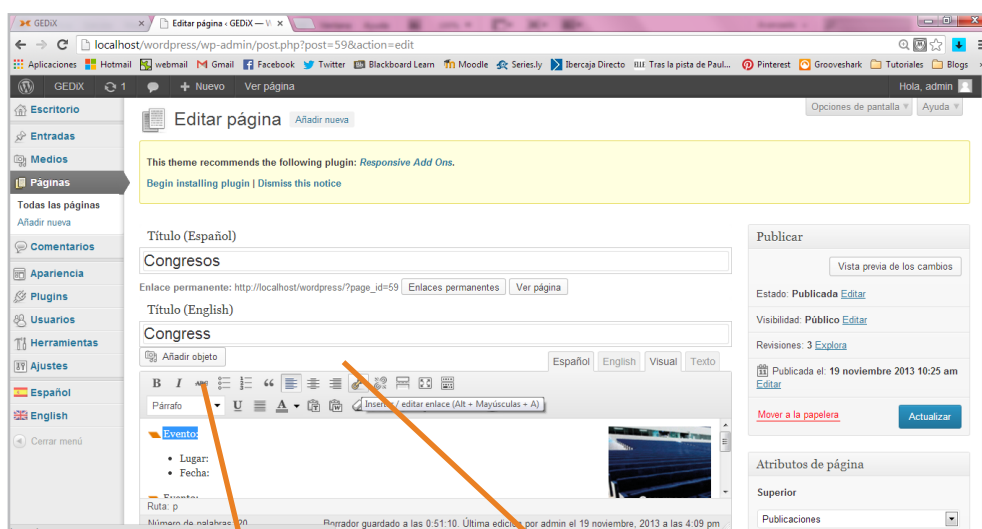 GEDiX
Editar página ‹ GEDiX — W
localhost/wordpress/wp-admin/post.php?post=59&action=edit
Aplicaciones Hotmail webmail Gmail Facebook Twitter Blackboard Learn Moodle Series.ly Ibercaja Directo Tras la pista de Paul... Pinterest Grooveshark Tutoriales Blogs
GEDiX 1 + Nuevo Ver página Hola, admin
Opciones de pantalla Ayuda
Escritorio
Entradas
Medios
Páginas
Todas las páginas
Añadir nueva
Comentarios
Apariencia
Plugins
Usuarios
Herramientas
Ajustes
Español
English
Cerrar menú
Editar página Añadir nueva
This theme recommends the following plugin: Responsive Add Ons.
Begin installing plugin | Dismiss this notice
Título (Español)
Congresos
Enlace permanente: http://localhost/wordpress/?page_id=59 Enlaces permanentes Ver página
Título (English)
Congress
Añadir objeto
Español English Visual Texto
B I ABC
Párrafo U A
Insertar / editar enlace (Alt + Mayúsculas + A)
Evento:
• Lugar:
• Fecha:
Evento:
Ruta: p
Número de palabras: 20 Borrador guardado a las 0:51:10. Última edición por admin el 19 noviembre, 2013 a las 4:09 pm
Publicar
Vista previa de los cambios
Estado: Publicada Editar
Visibilidad: Público Editar
Revisiones: 3 Explora
Publicada el: 19 noviembre 2013 10:25 am
Editar
Mover a la papelera Actualizar
Atributos de página
Superior
Publicaciones